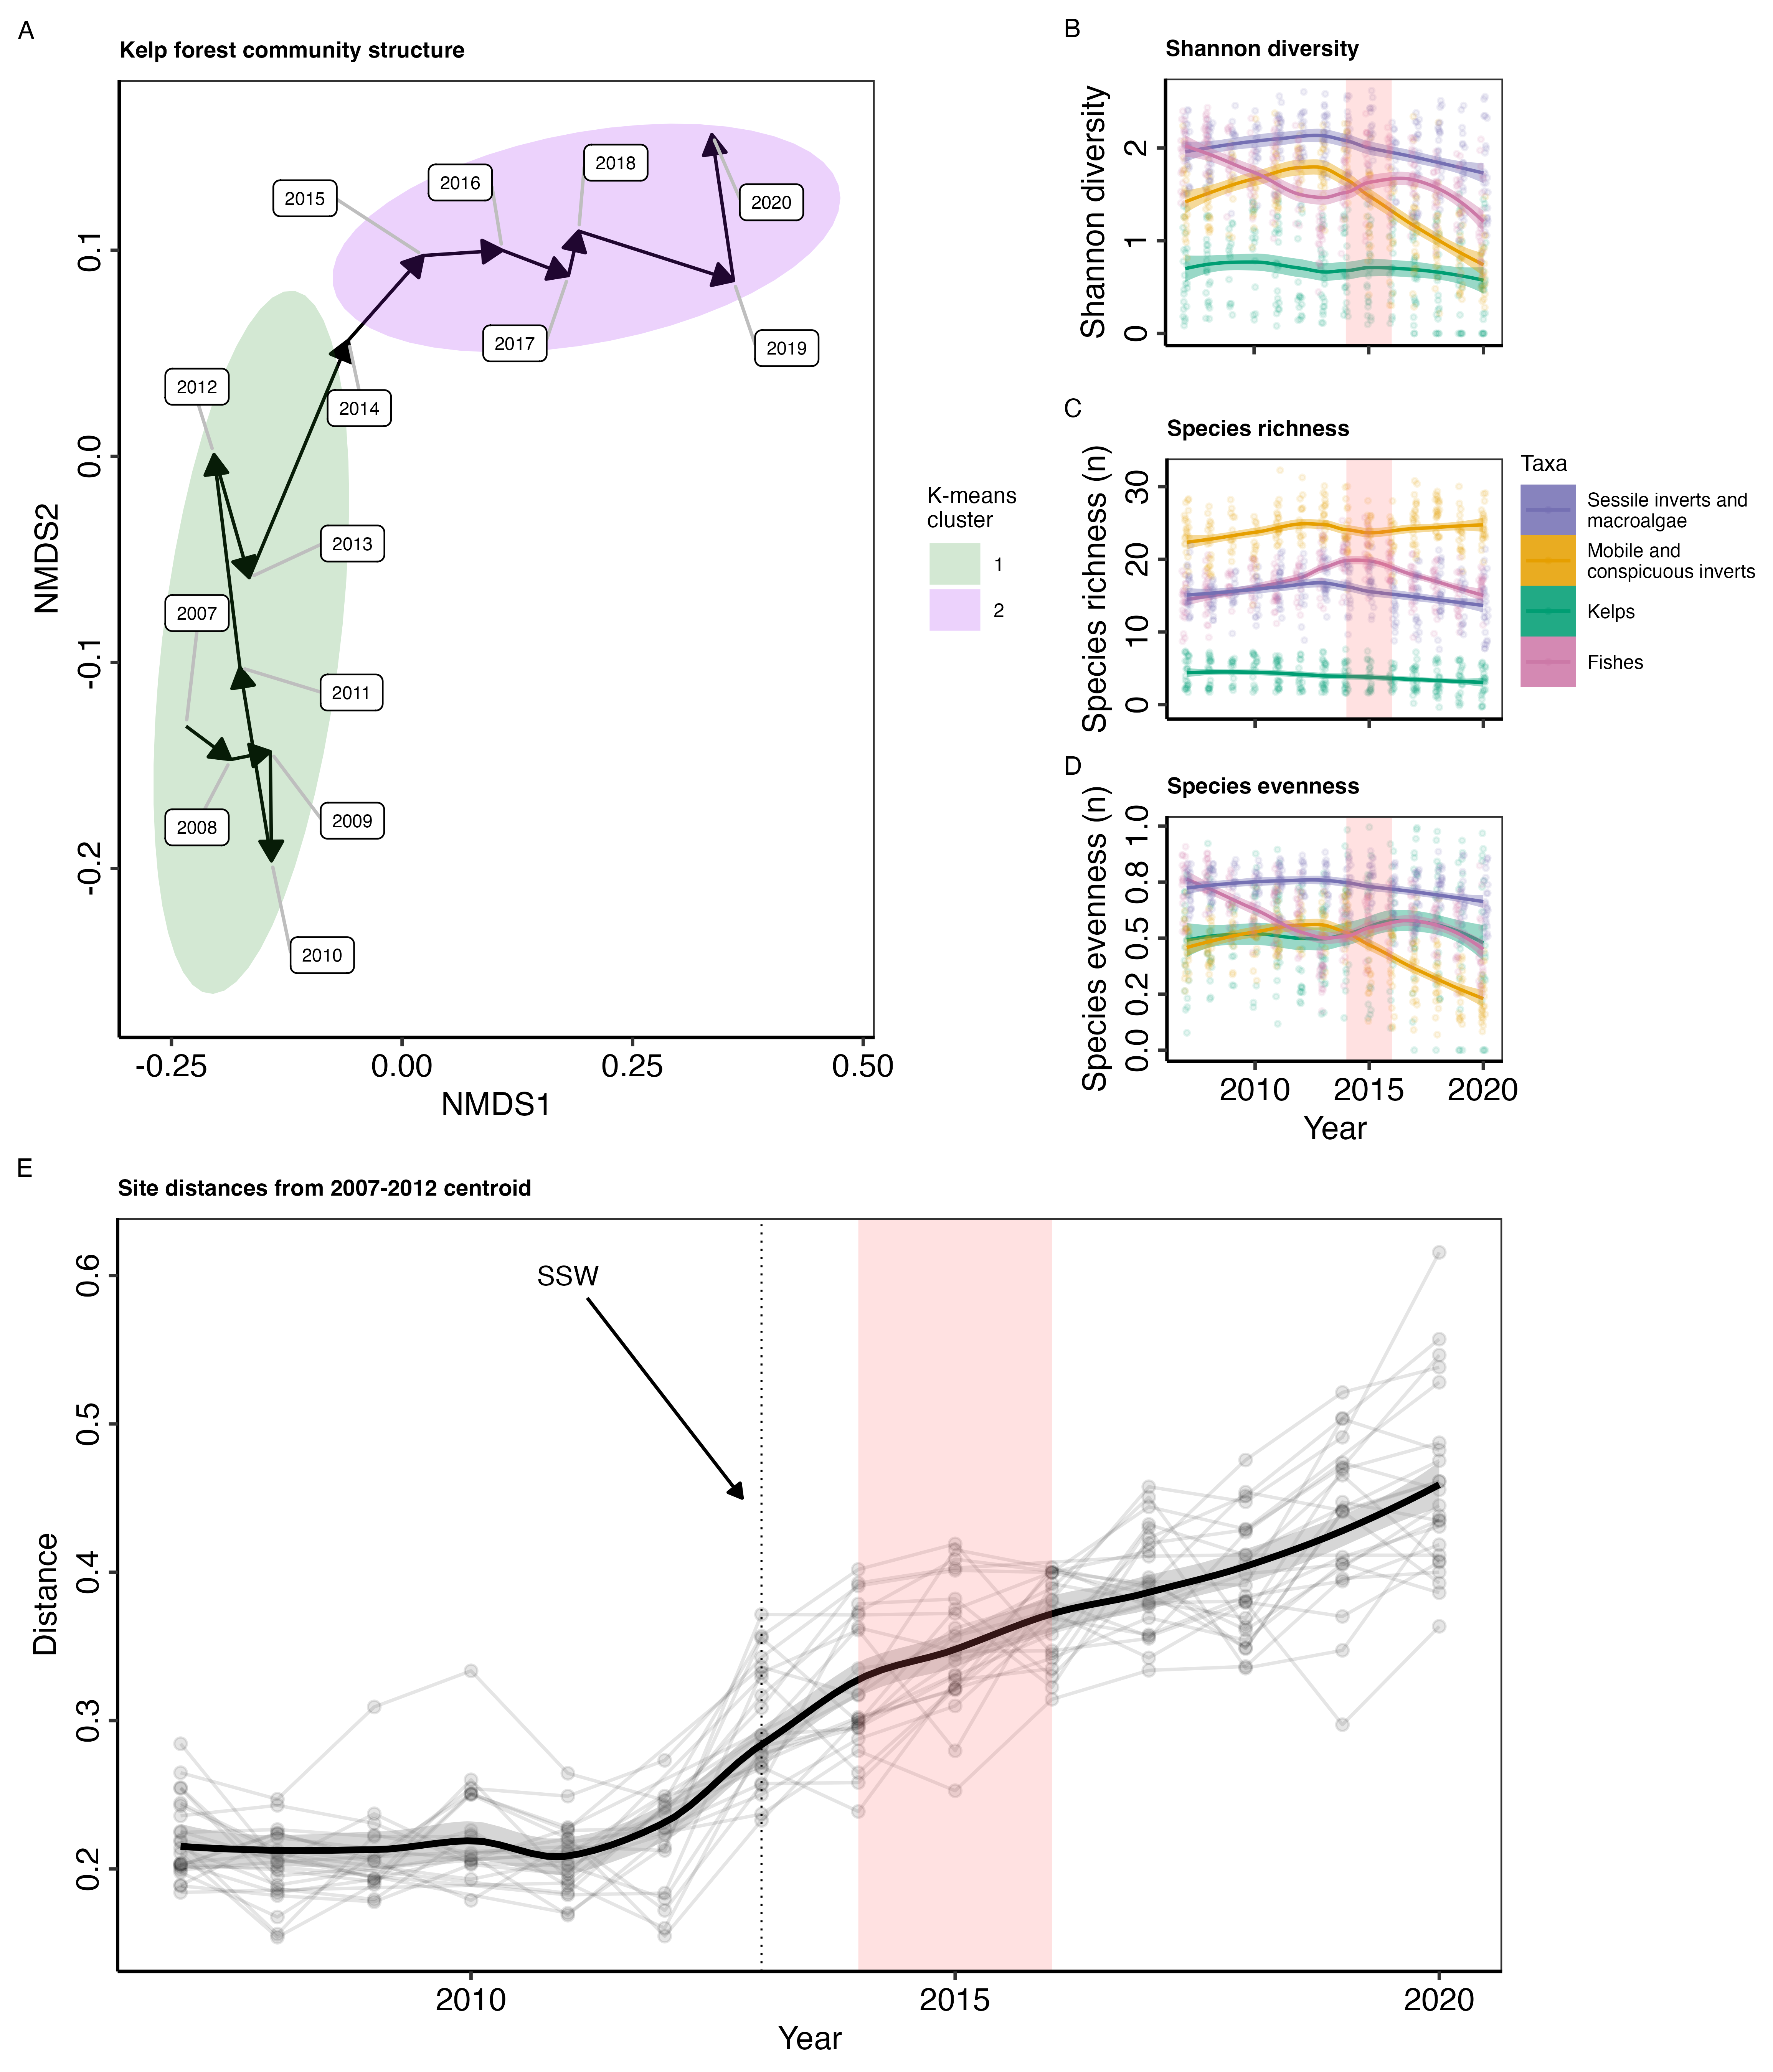 A
Kelp forest community structure
NMDS2
0.1
0.0
-0.1
-0.2
2015
2016
2018
2020
2017
2019
2012
2014
2013
2007
2011
2008
2009
2010
-0.25
0.00
0.25
0.50
NMDS1
K-means
cluster
1
2
B
Shannon diversity
Shannon diversity
2
1
0
C
Species richness
Species richness (n)
30
20
10
0
Taxa
Sessile inverts and
macroalgae
Mobile and
conspicuous inverts
Kelps
Fishes
D
Species evenness
Species evenness (n)
1.0
0.8
0.5
0.2
0.0
2010
2015
2020
Year
E
Site distances from 2007-2012 centroid
SSW
Distance
0.6
0.5
0.4
0.3
0.2
2010
2015
2020
Year